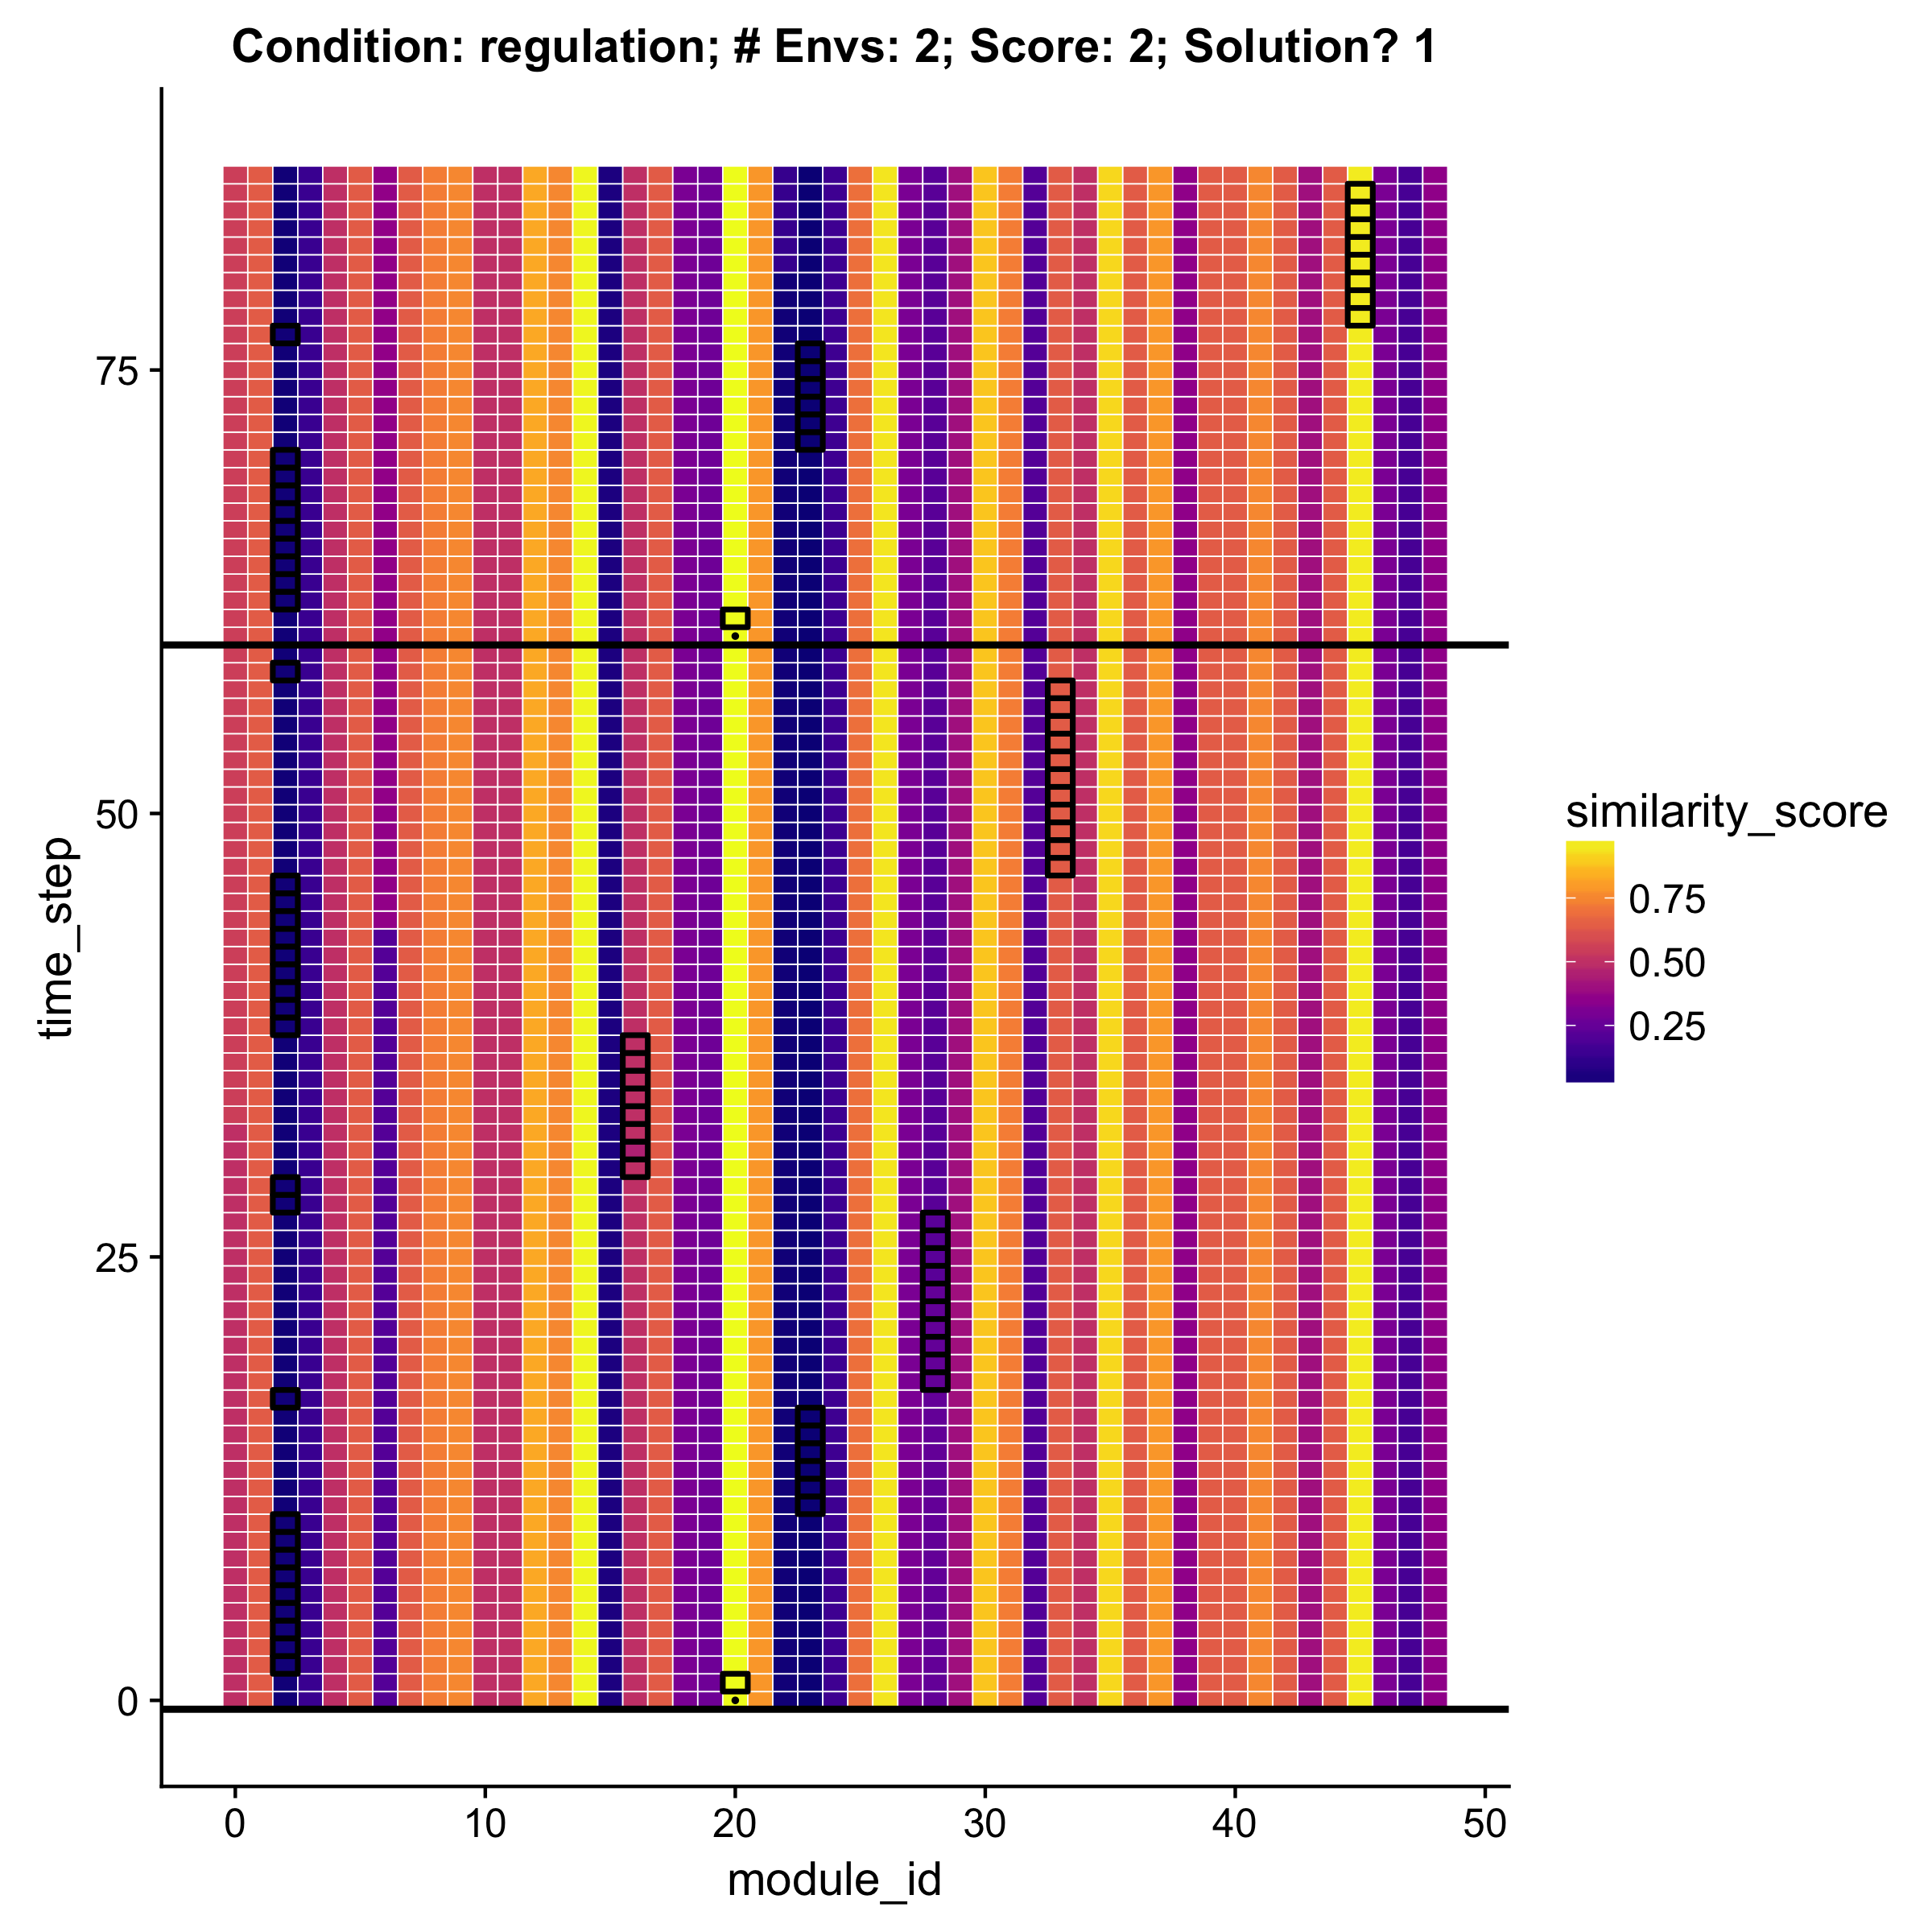 Condition: regulation; # Envs: 2; Score: 2; Solution? 1
time_step
75
50
25
0
0 10 20 30 40 50
module_id
similarity_score
0.75
0.50
0.25